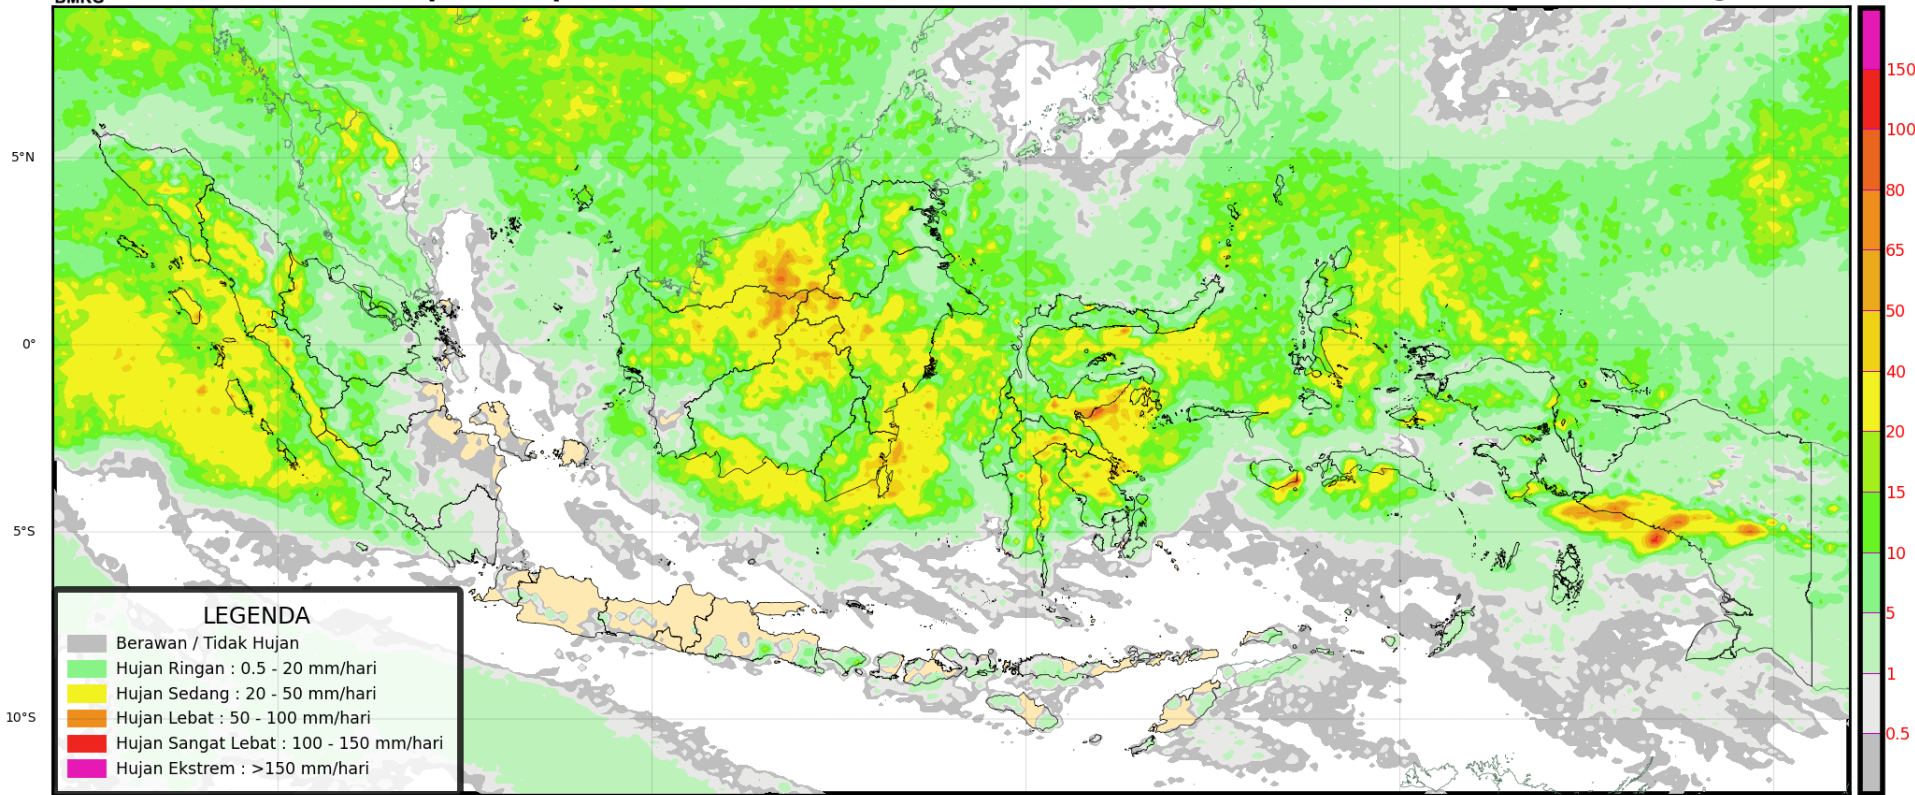 BMKG
5°N
0°
5°S
10°S
LEGENDA
Berawan / Tidak Hujan
Hujan Ringan : 0.5 - 20 mm/hari
Hujan Sedang : 20 - 50 mm/hari
Hujan Lebat : 50 - 100 mm/hari
Hujan Sangat Lebat : 100 - 150 mm/hari
Hujan Ekstrem : >150 mm/hari
150
100
80
65
50
40
20
15
10
5
1
0.5